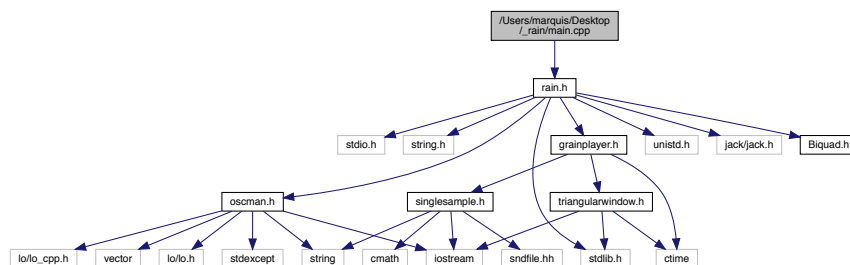 /Users/marquis/Desktop
/_rain/main.cpp
rain.h
stdio.h
string.h
grainplayer.h
unistd.h
jack/jack.h
Biquad.h
oscman.h
singlesample.h
triangularwindow.h
lo/lo_cpp.h
vector
lo/lo.h
stdexcept
string
cmath
iostream
sndfile.hh
stdlib.h
ctime